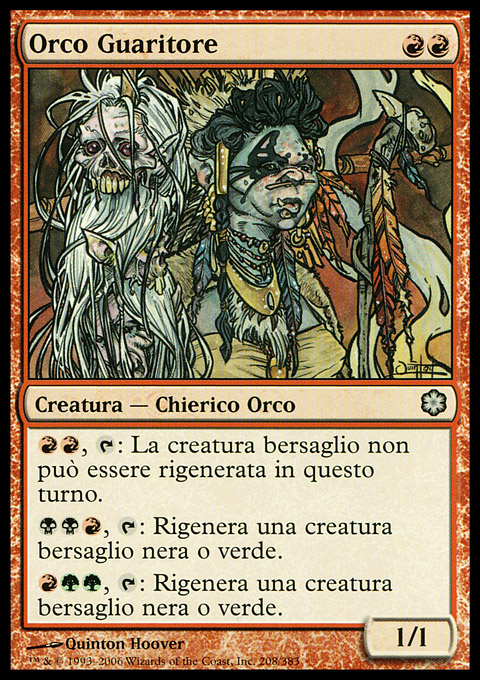 Orco Guaritore
Creatura — Chierico Orco
, : La creatura bersaglio non
può essere rigenerata in questo
turno.
, : Rigenera una creatura
bersaglio nera o verde.
, : Rigenera una creatura
bersaglio nera o verde.
Quinton Hoover
1/1
™ & © 1993–2006 Wizards of the Coast, Inc. 208/383